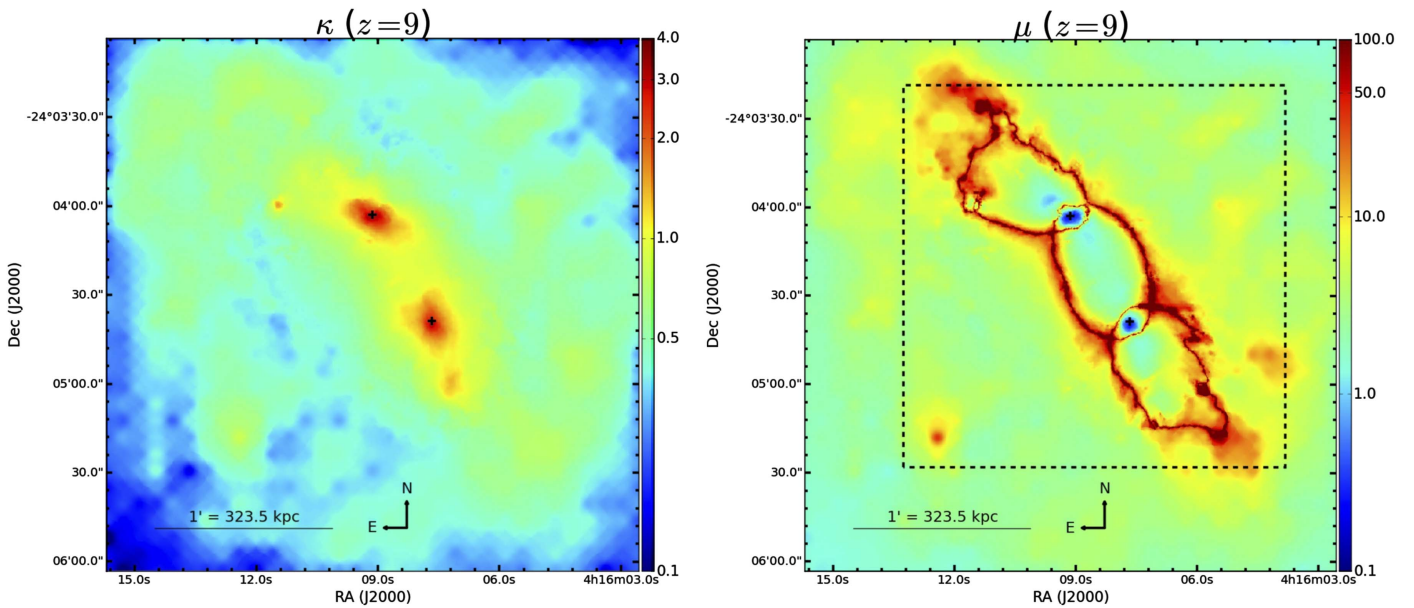 κ (z=9)
4.0
3.0
2.0
1.0
0.5
0.1
-24°03'30.0"
04'00.0"
30.0"
05'00.0"
30.0"
06'00.0"
Dec (J2000)
N
E
1' = 323.5 kpc
15.0s 12.0s 09.0s 06.0s 4h16m03.0s
RA (J2000)
μ (z=9)
100.0
50.0
10.0
1.0
0.1
-24°03'30.0"
04'00.0"
30.0"
05'00.0"
30.0"
06'00.0"
Dec (J2000)
N
E
1' = 323.5 kpc
15.0s 12.0s 09.0s 06.0s 4h16m03.0s
RA (J2000)